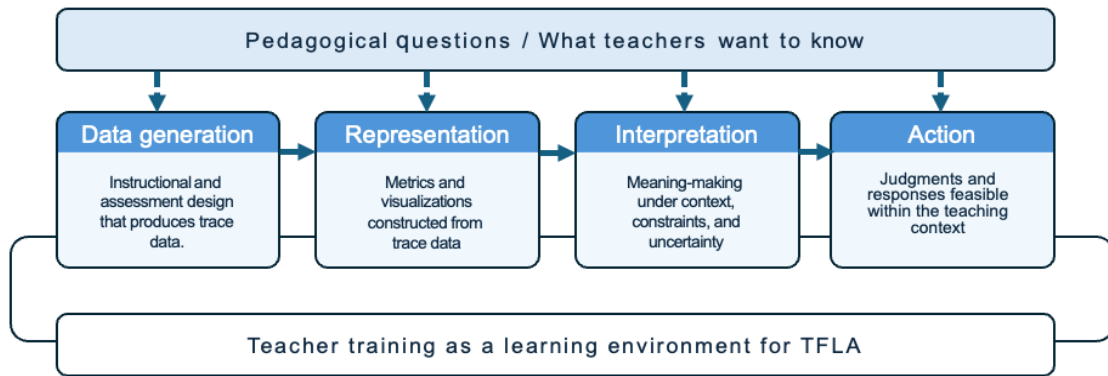 Pedagogical questions / What teachers want to know
Data generation
Instructional and
assessment design
that produces trace
data.
Representation
Metrics and
visualizations
constructed from
trace data
Interpretation
Meaning-making
under context,
constraints, and
uncertainty
Action
Judgments and
responses feasible
within the teaching
context
Teacher training as a learning environment for TFLA